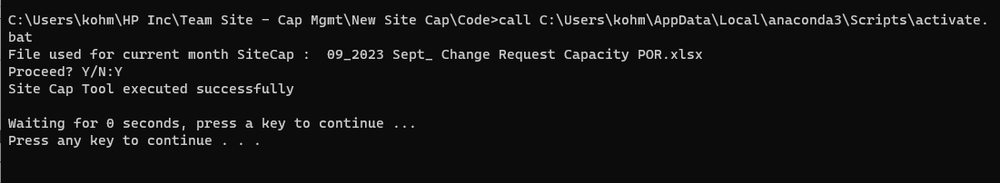 C:\Users\kohm\HP Inc\Team Site - Cap Mgmt\New Site Cap\Code>call C:\Users\kohm\AppData\Local\anaconda3\Scripts\activate.
bat
File used for current month SiteCap :  09_2023 Sept_ Change Request Capacity POR.xlsx
Proceed? Y/N:Y
Site Cap Tool executed successfully
Waiting for 0 seconds, press a key to continue ...
Press any key to continue . . .